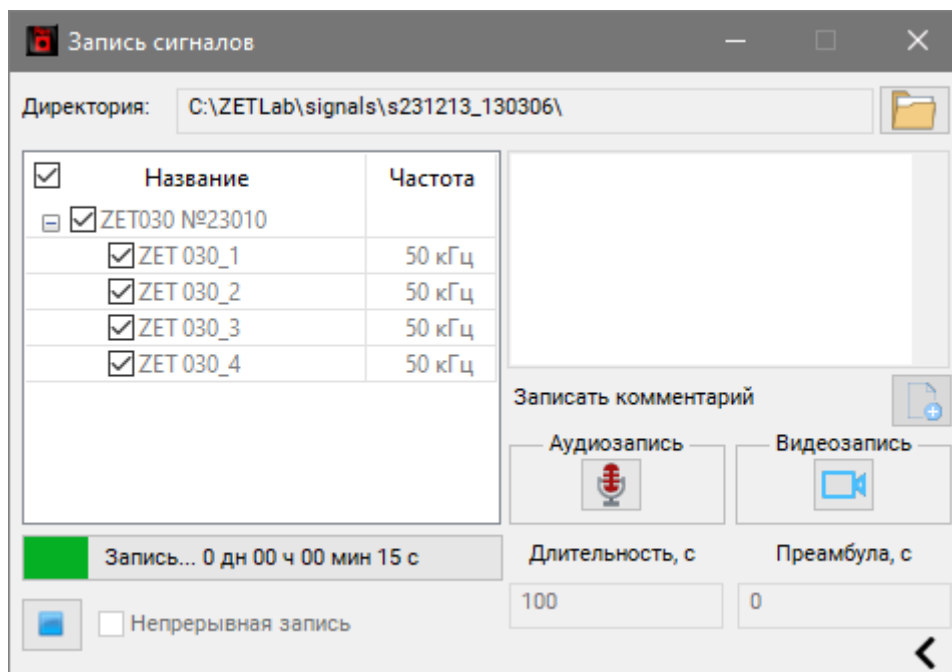 Запись сигналов
Директория: C:\ZETLab\signals\s231213_130306\
Название Частота
ZET030 №23010
ZET 030_1 50 кГц
ZET 030_2 50 кГц
ZET 030_3 50 кГц
ZET 030_4 50 кГц
Записать комментарий
Аудиозапись Видеозапись
Запись... 0 дн 00 ч 00 мин 15 с
Длительность, с Преамбула, с
100 0
Непрерывная запись